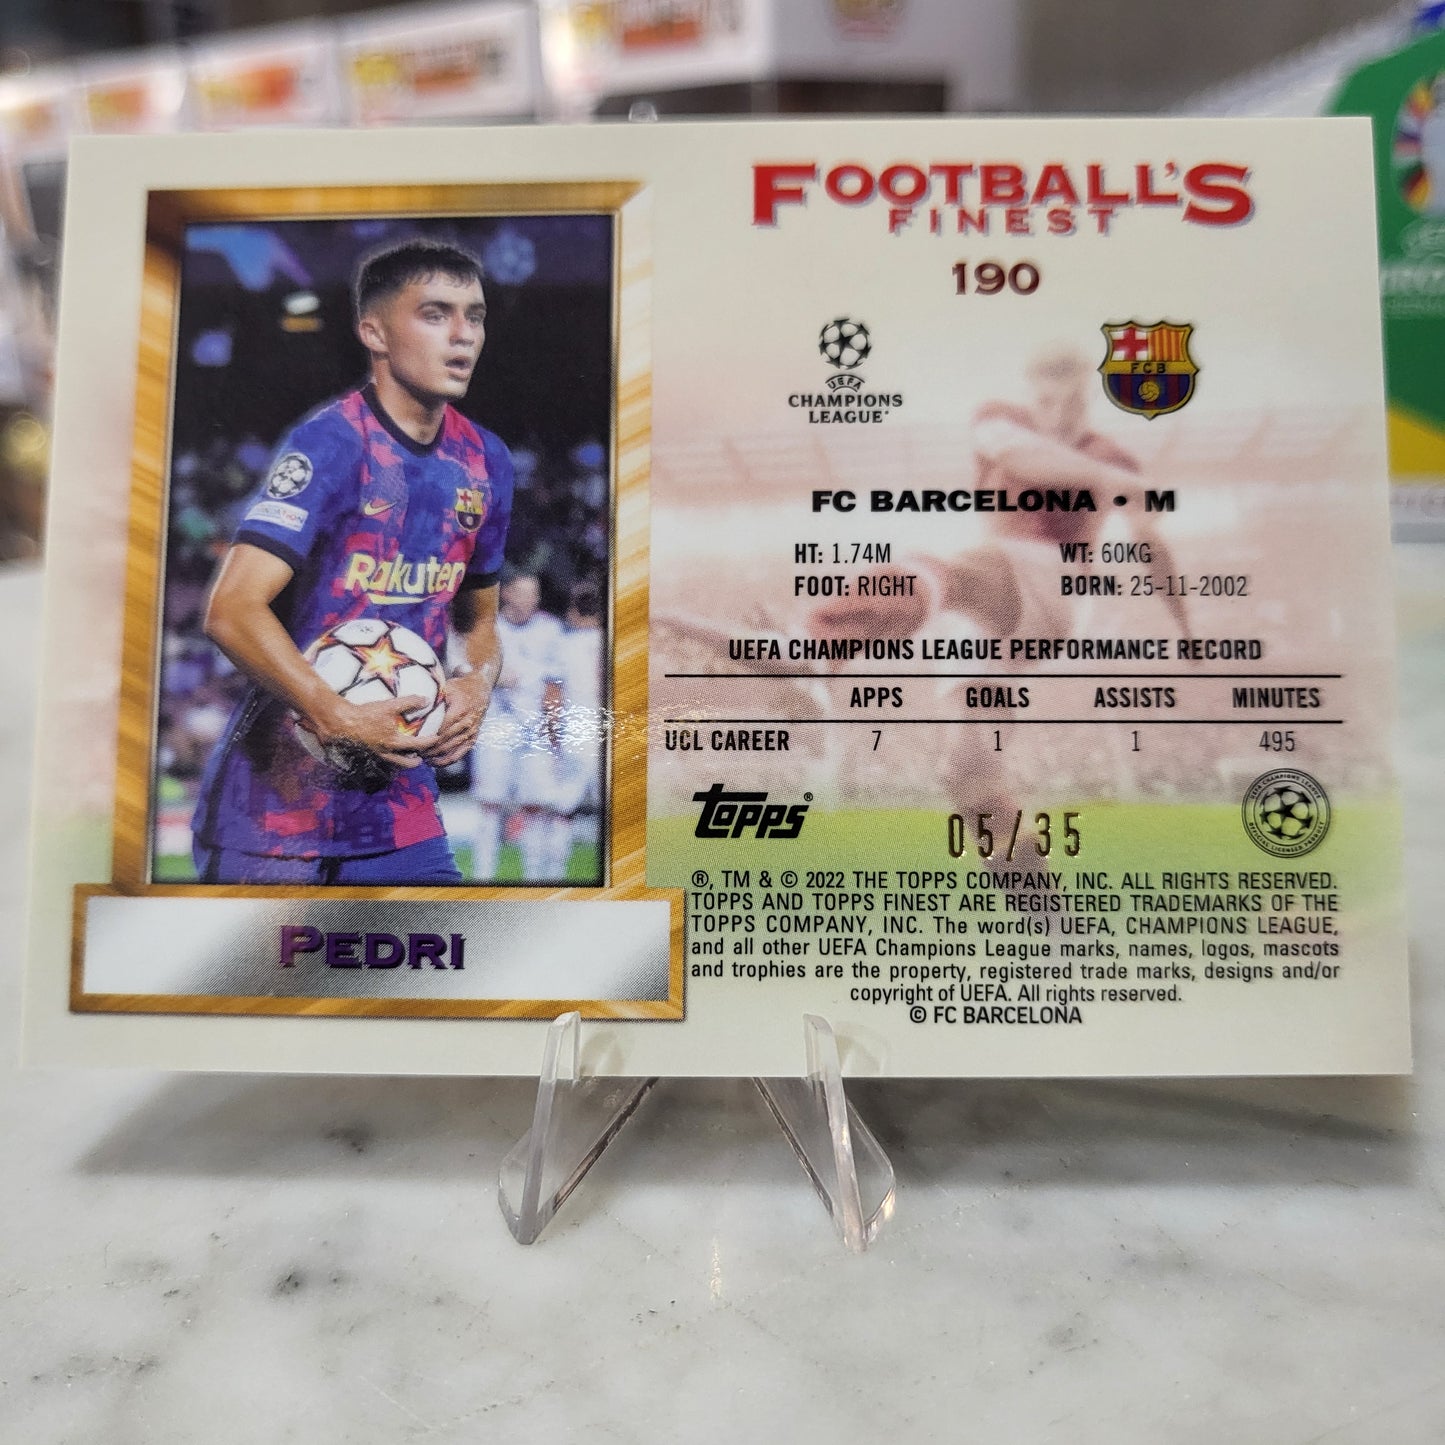 FOOTBALL'S
FINEST
190
UEFA
CHAMPIONS
LEAGUE
FCB
FC BARCELONA • M
HT: 1.74M WT: 60KG
FOOT: RIGHT BORN: 25-11-2002
UEFA CHAMPIONS LEAGUE PERFORMANCE RECORD
APPS GOALS ASSISTS MINUTES
UCL CAREER 7 1 1 495
Topps®
05/35
®, TM & © 2022 THE TOPPS COMPANY, INC. ALL RIGHTS RESERVED.
TOPPS AND TOPPS FINEST ARE REGISTERED TRADEMARKS OF THE
TOPPS COMPANY, INC. The word(s) UEFA, CHAMPIONS LEAGUE,
and all other UEFA Champions League marks, names, logos, mascots
and trophies are the property, registered trade marks, designs and/or
copyright of UEFA. All rights reserved.
© FC BARCELONA
Rakuten
PEDRI